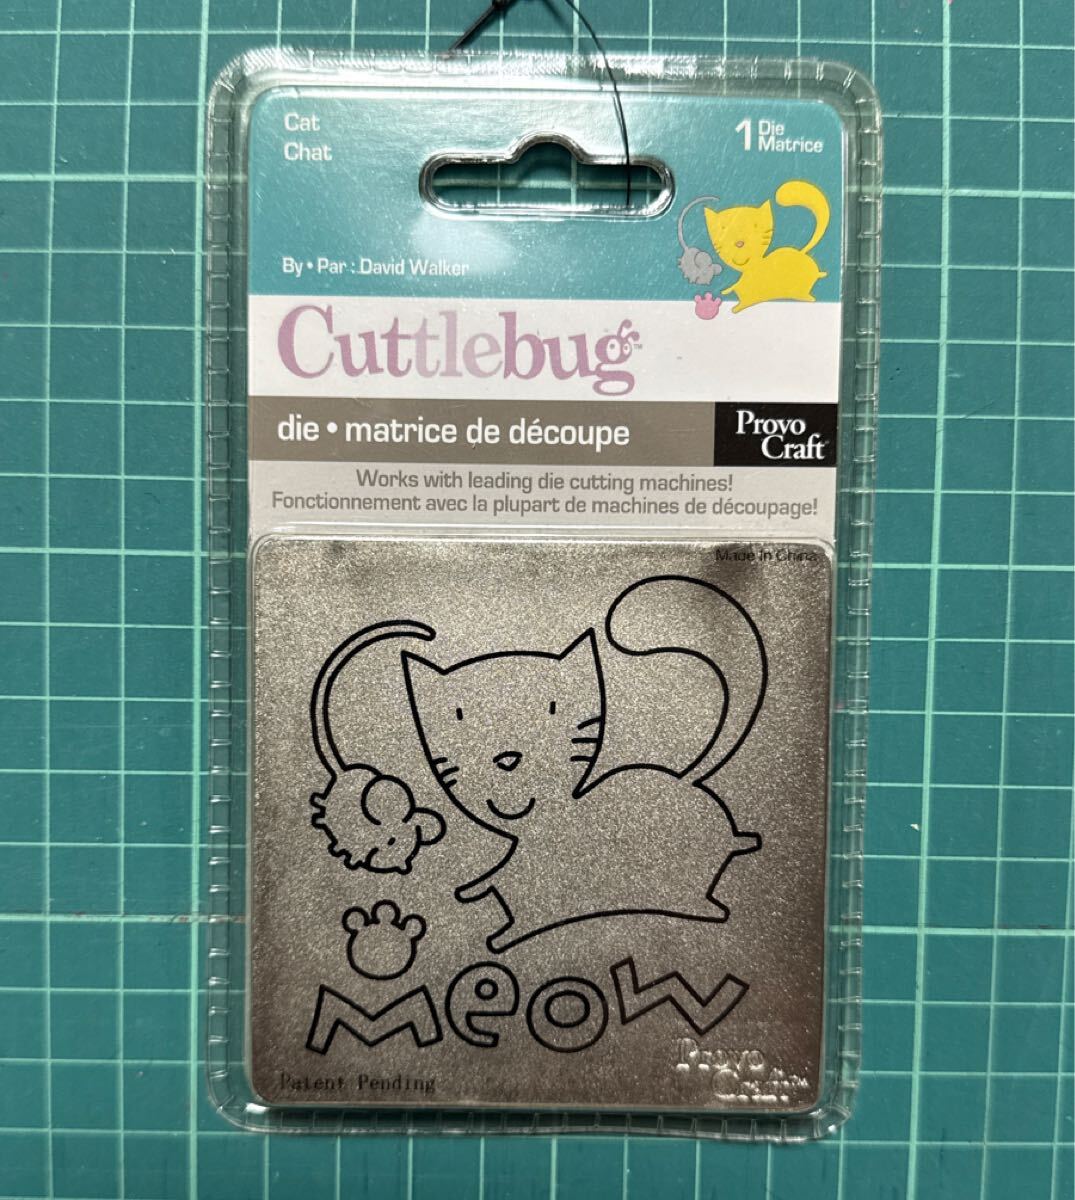 Cat
Chat
1 Die
Matrice
By • Par : David Walker
Cuttlebug™
die • matrice de découpe
Provo
Craft®
Works with leading die cutting machines!
Fonctionnement avec la plupart de machines de découpage!
Made in China
meow
Provo
Craft
Patent Pending